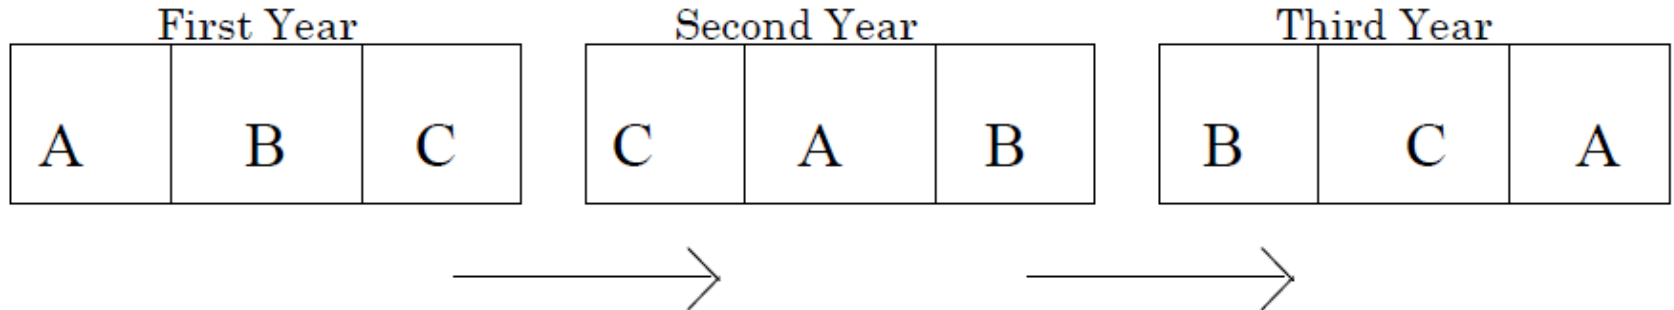 First Year Second Year Third Year
A B C C A B B C A